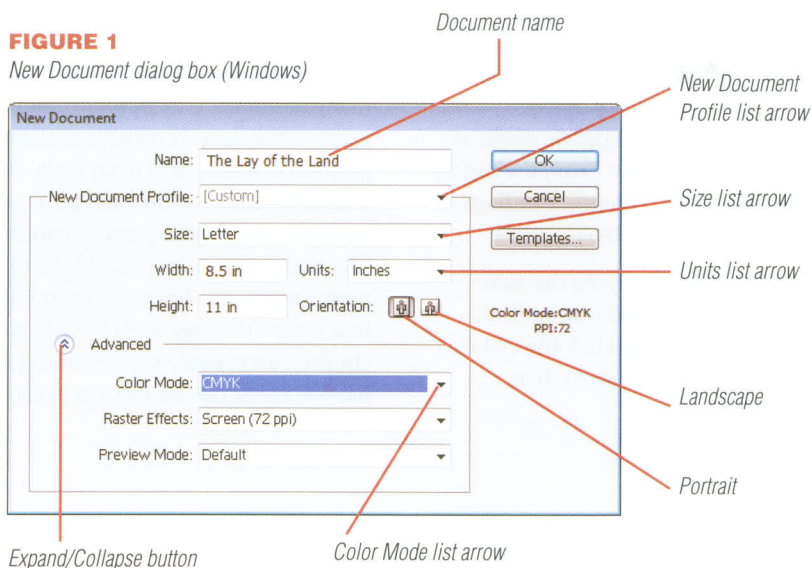 FIGURE 1
New Document dialog box (Windows)
Document name
New Document
Profile list arrow
Size list arrow
Units list arrow
Landscape
Portrait
Color Mode list arrow
Expand/Collapse button
New Document
Name: The Lay of the Land
OK
New Document Profile: [Custom]
Cancel
Size: Letter
Templates...
Width: 8.5 in Units: Inches
Height: 11 in Orientation:
Color Mode:CMYK
PPI:72
Advanced
Color Mode: CMYK
Raster Effects: Screen (72 ppi)
Preview Mode: Default